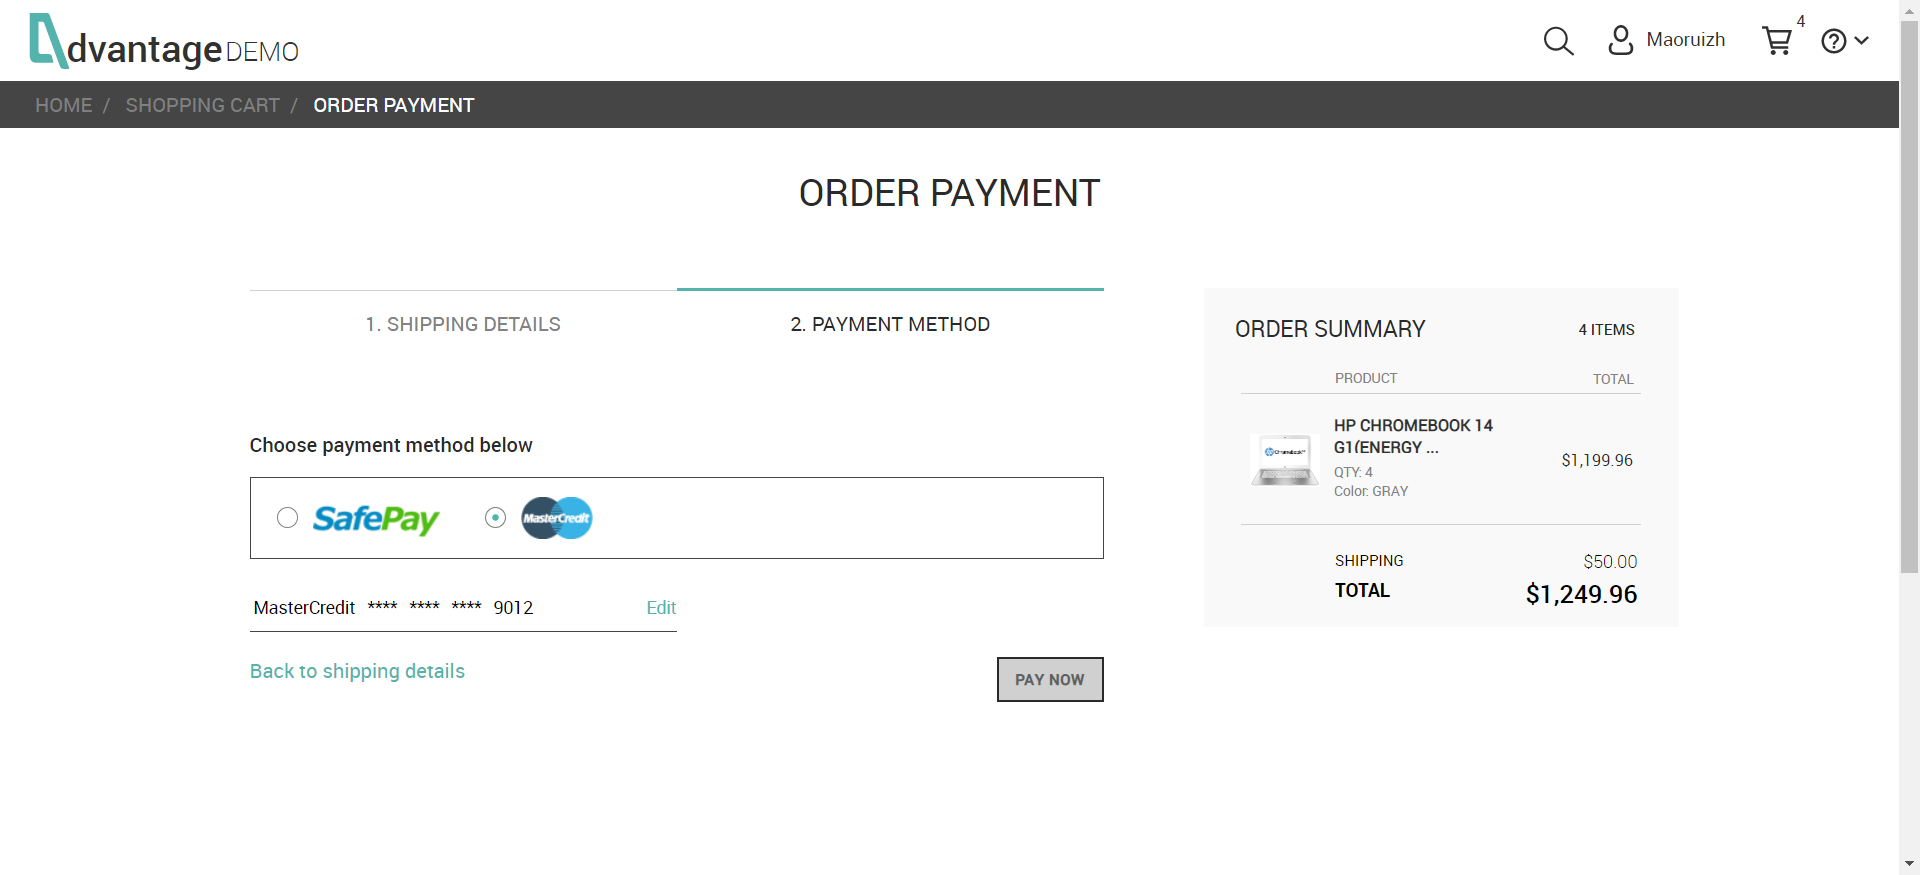 dvantage DEMO
Maoruizh
4
HOME / SHOPPING CART / ORDER PAYMENT
ORDER PAYMENT
1. SHIPPING DETAILS
2. PAYMENT METHOD
Choose payment method below
SafePay
MasterCredit
MasterCredit **** **** **** 9012
Edit
Back to shipping details
PAY NOW
ORDER SUMMARY
4 ITEMS
PRODUCT
TOTAL
HP CHROMEBOOK 14
G1(ENERGY ...
QTY: 4
Color: GRAY
$1,199.96
SHIPPING
$50.00
TOTAL
$1,249.96